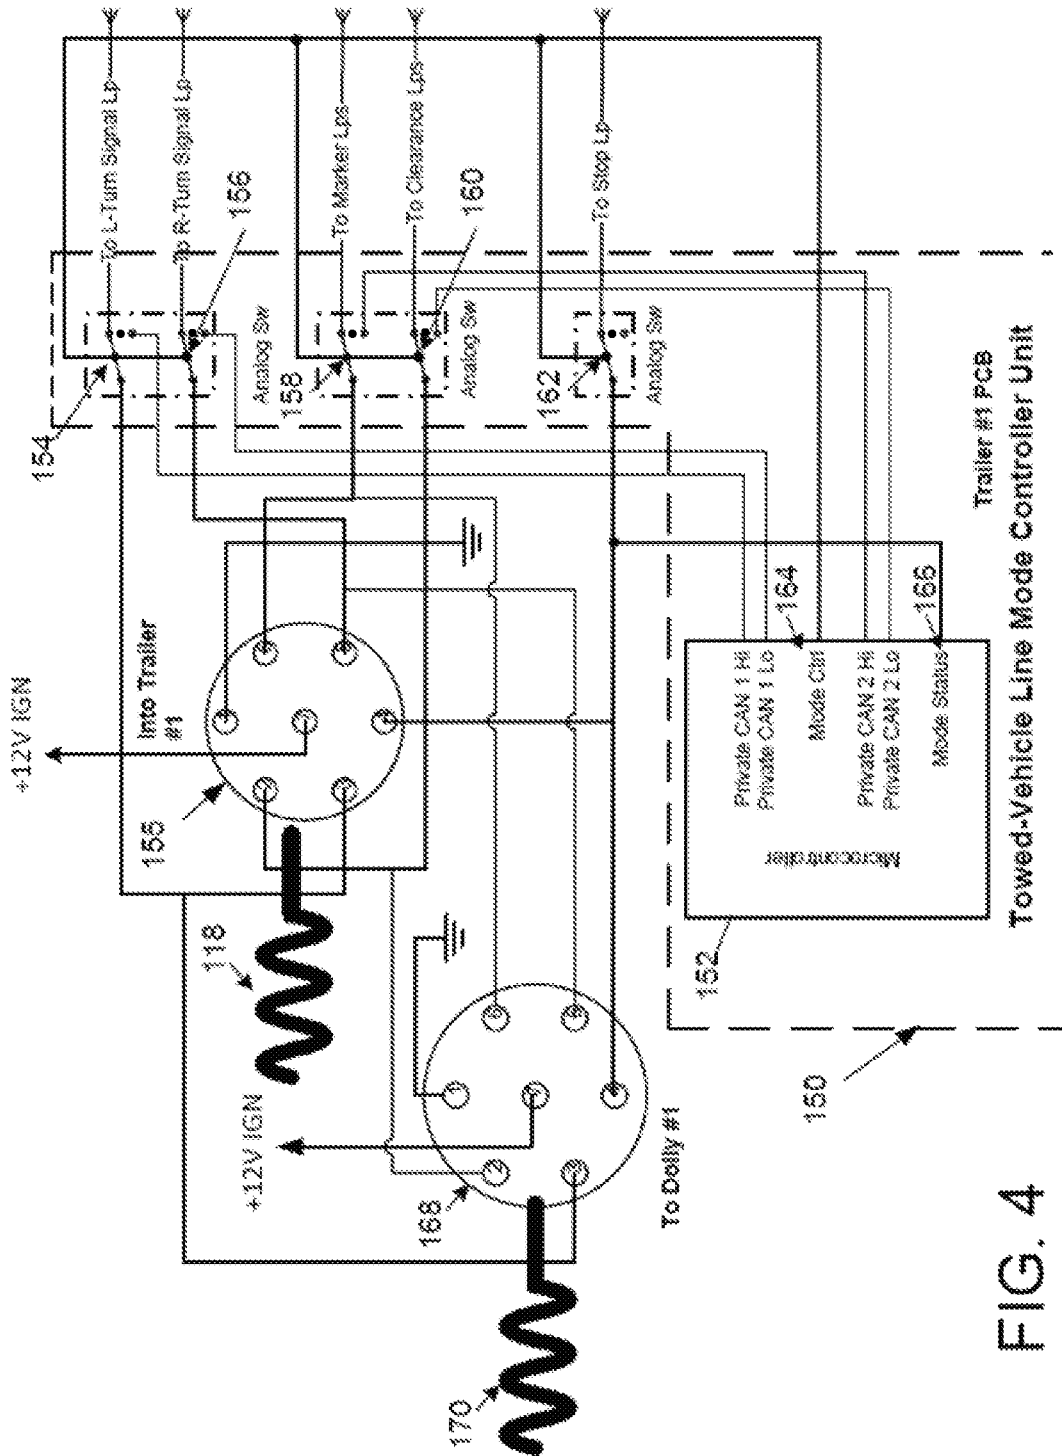 To L-Turn Signal Lp
To R-Turn Signal Lp
To Marker Lps
To Clearance Lps
To Stop Lp
154
156
Analog Sw
158
160
Analog Sw
162
Analog Sw
+12V IGN
Into Trailer
#1
155
118
+12V IGN
1
2
168
To Dolly #1
170
Private CAN 1 Hi
Private CAN 1 Lo
164
Mode Ctrl
Private CAN 2 Hi
Private CAN 2 Lo
166
Mode Status
Microcontroller
152
150
Trailer #1 PCB
Towed-Vehicle Line Mode Controller Unit
FIG. 4